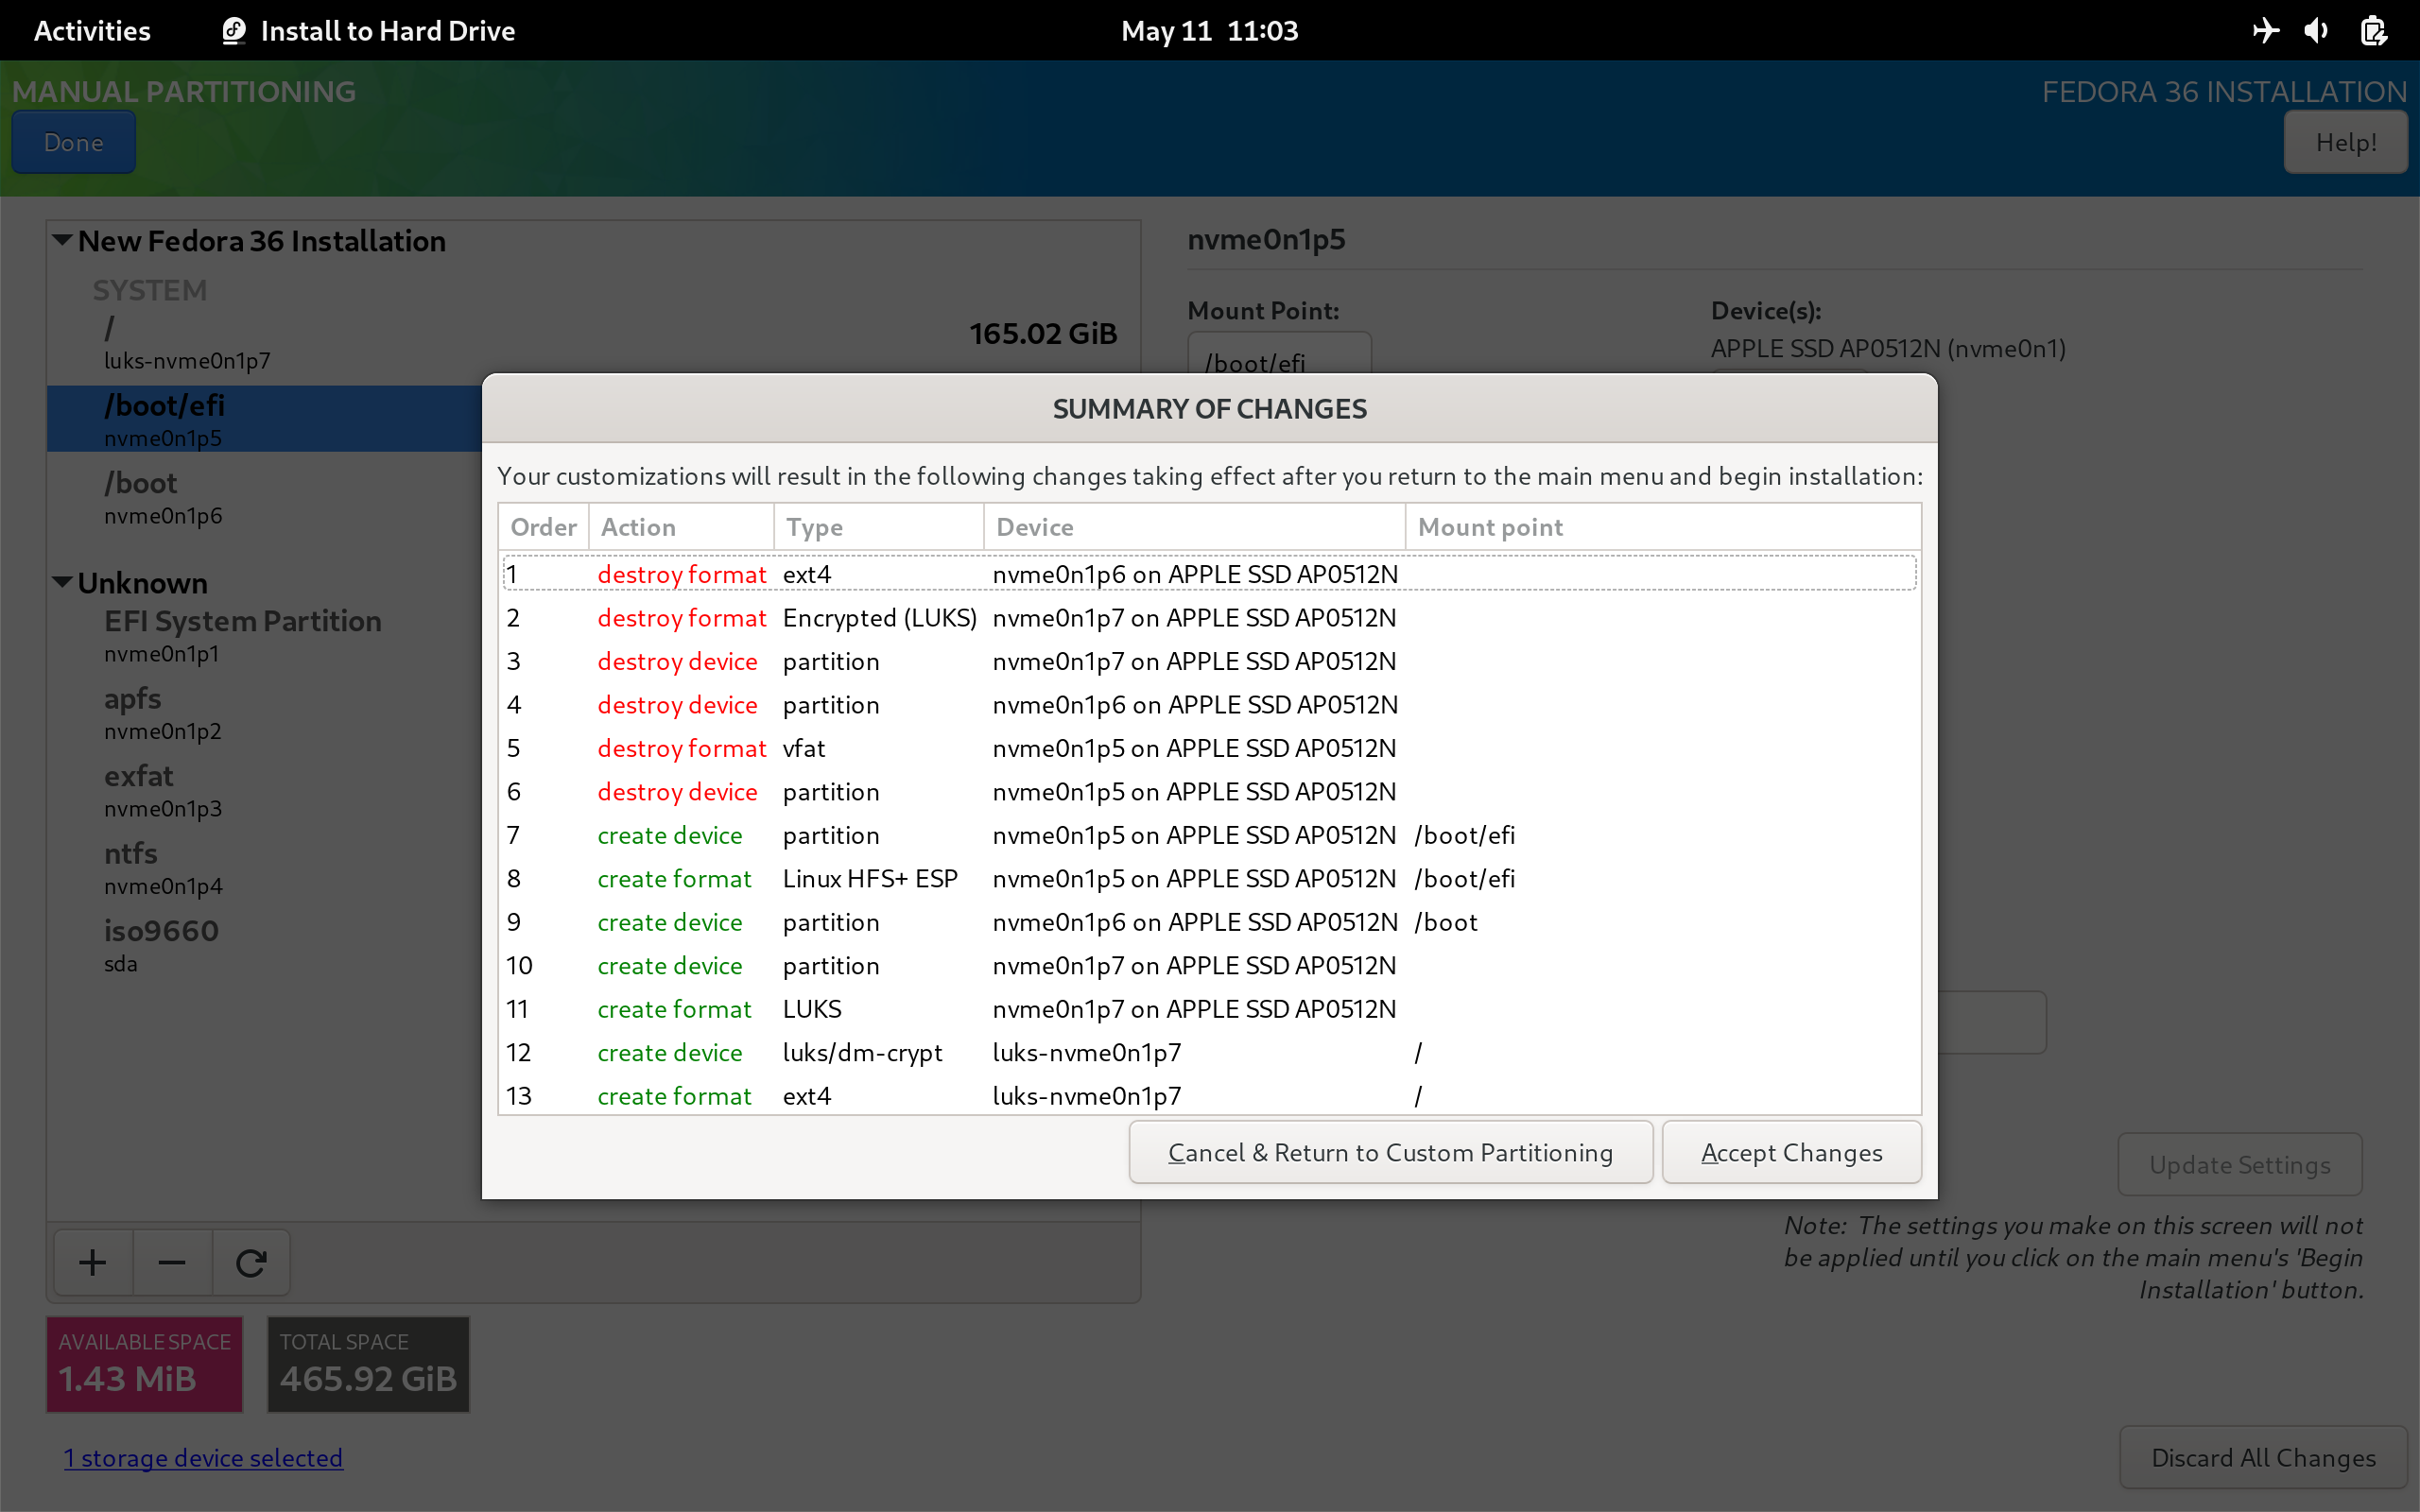 Activities Install to Hard Drive May 11 11:03
MANUAL PARTITIONING
FEDORA 36 INSTALLATION
Done
Help!
New Fedora 36 Installation
SYSTEM
/
165.02 GiB
luks-nvme0n1p7
/boot/efi
nvme0n1p5
/boot
nvme0n1p6
Unknown
EFI System Partition
nvme0n1p1
apfs
nvme0n1p2
exfat
nvme0n1p3
ntfs
nvme0n1p4
iso9660
sda
nvme0n1p5
Mount Point:
/boot/efi
Device(s):
APPLE SSD AP0512N (nvme0n1)
SUMMARY OF CHANGES
Your customizations will result in the following changes taking effect after you return to the main menu and begin installation:
Order Action Type Device Mount point
1 destroy format ext4 nvme0n1p6 on APPLE SSD AP0512N
2 destroy format Encrypted (LUKS) nvme0n1p7 on APPLE SSD AP0512N
3 destroy device partition nvme0n1p7 on APPLE SSD AP0512N
4 destroy device partition nvme0n1p6 on APPLE SSD AP0512N
5 destroy format vfat nvme0n1p5 on APPLE SSD AP0512N
6 destroy device partition nvme0n1p5 on APPLE SSD AP0512N
7 create device partition nvme0n1p5 on APPLE SSD AP0512N /boot/efi
8 create format Linux HFS+ ESP nvme0n1p5 on APPLE SSD AP0512N /boot/efi
9 create device partition nvme0n1p6 on APPLE SSD AP0512N /boot
10 create device partition nvme0n1p7 on APPLE SSD AP0512N
11 create format LUKS nvme0n1p7 on APPLE SSD AP0512N
12 create device luks/dm-crypt luks-nvme0n1p7 /
13 create format ext4 luks-nvme0n1p7 /
Cancel & Return to Custom Partitioning
Accept Changes
Update Settings
Note: The settings you make on this screen will not
be applied until you click on the main menu's 'Begin
Installation' button.
AVAILABLE SPACE
1.43 MiB
TOTAL SPACE
465.92 GiB
1 storage device selected
Discard All Changes